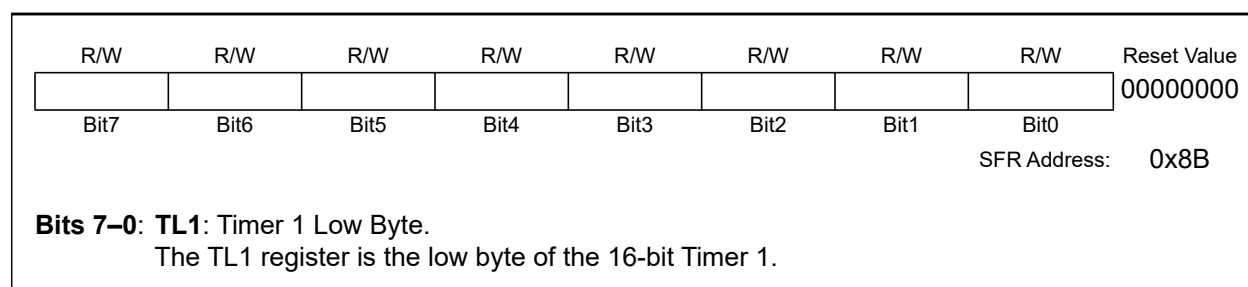 R/W R/W R/W R/W R/W R/W R/W R/W Reset Value
00000000
Bit7 Bit6 Bit5 Bit4 Bit3 Bit2 Bit1 Bit0
SFR Address: 0x8B
Bits 7–0: TL1: Timer 1 Low Byte.
The TL1 register is the low byte of the 16-bit Timer 1.